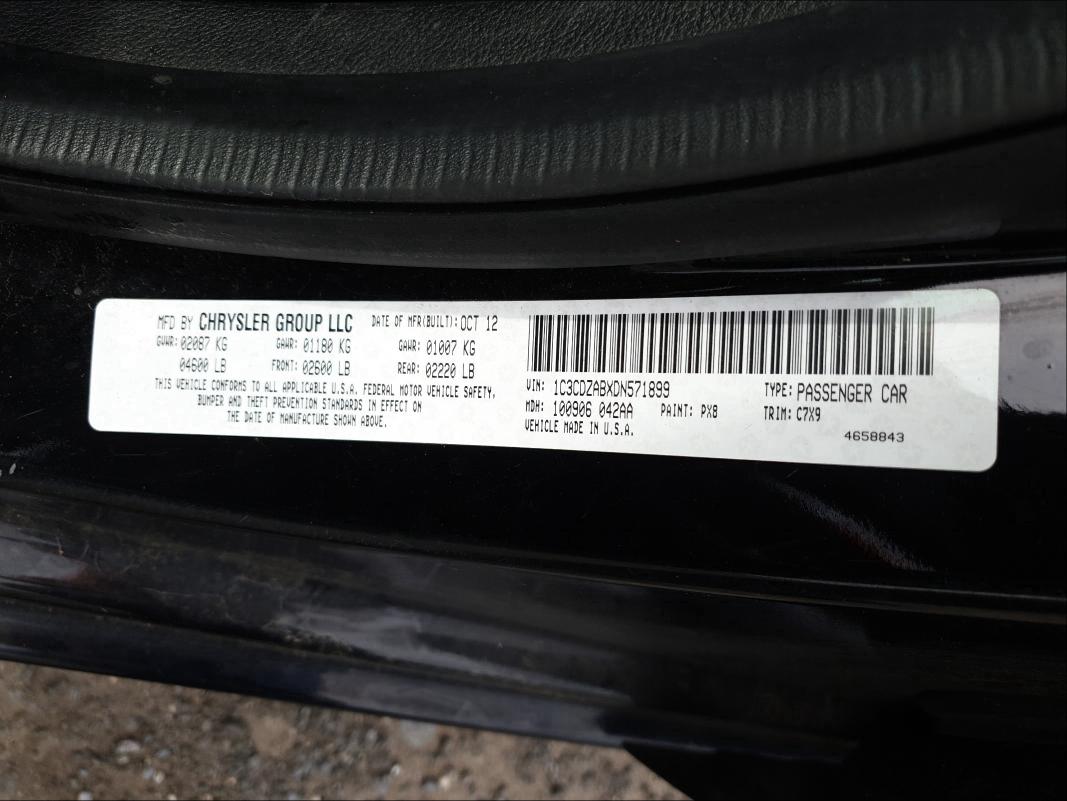 MFD BY CHRYSLER GROUP LLC DATE OF MFR(BUILT): OCT 12
GVWR: 02087 KG GAWR: 01180 KG GAWR: 01007 KG
04600 LB FRONT: 02600 LB REAR: 02220 LB
THIS VEHICLE CONFORMS TO ALL APPLICABLE U.S.A. FEDERAL MOTOR VEHICLE SAFETY,
BUMPER AND THEFT PREVENTION STANDARDS IN EFFECT ON
THE DATE OF MANUFACTURE SHOWN ABOVE.
VIN: 1C3CDZABXDN571899 TYPE: PASSENGER CAR
MDH: 100906 042AA PAINT: PX8 TRIM: C7X9
VEHICLE MADE IN U.S.A.
4658843